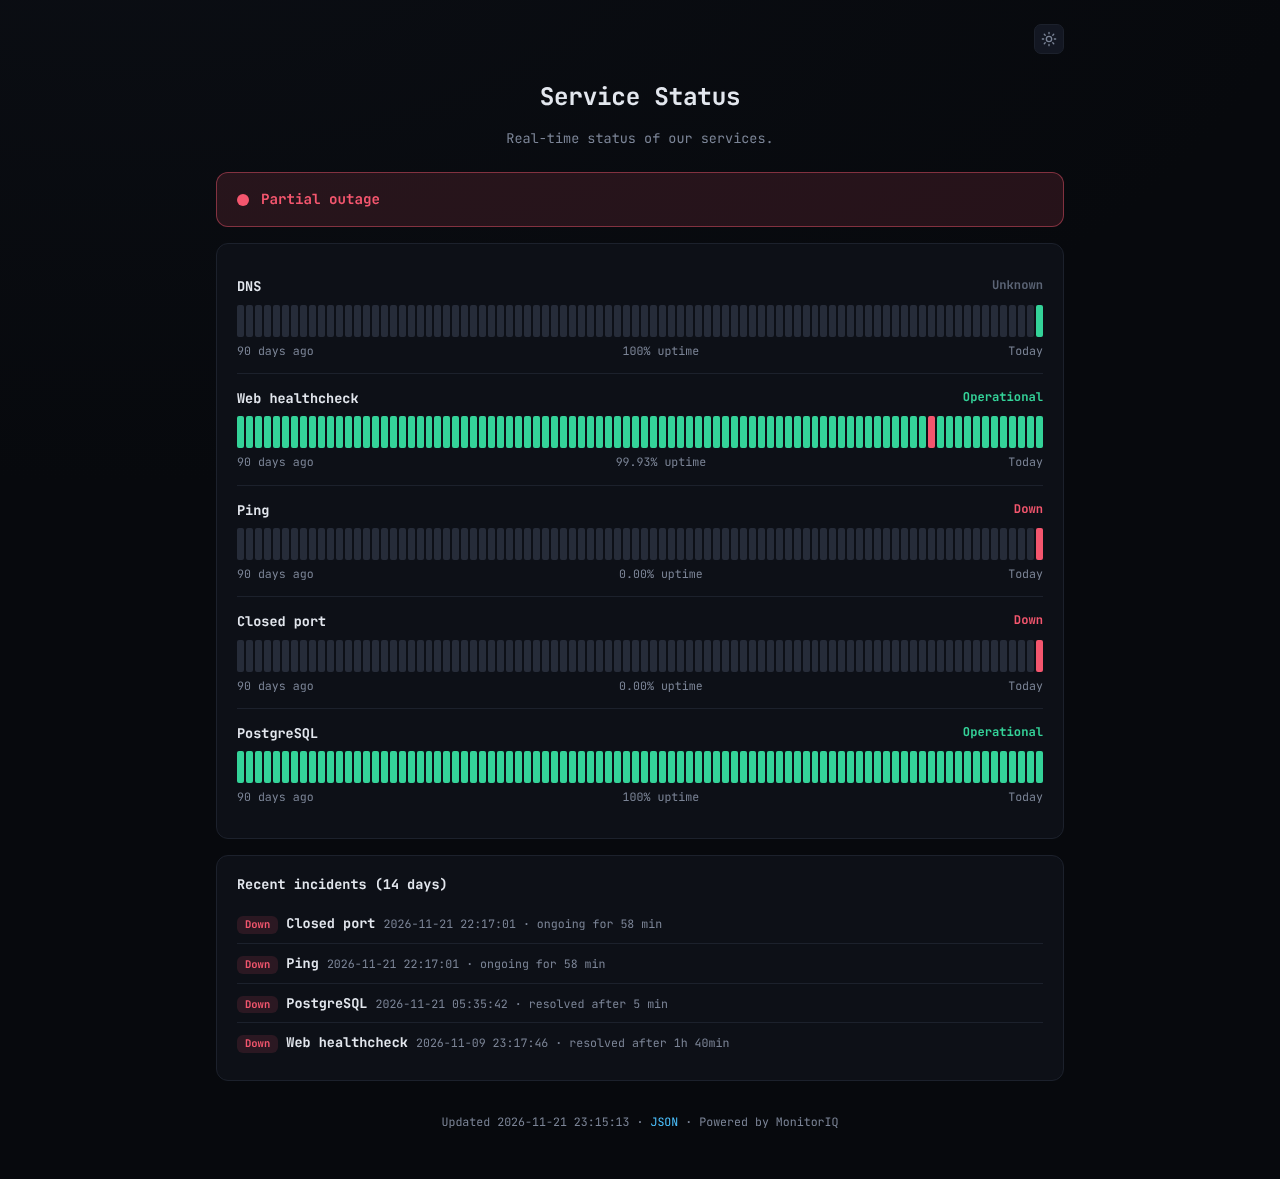 Service Status
Real-time status of our services.
Partial outage
DNS Unknown
90 days ago 100% uptime Today
Web healthcheck Operational
90 days ago 99.93% uptime Today
Ping Down
90 days ago 0.00% uptime Today
Closed port Down
90 days ago 0.00% uptime Today
PostgreSQL Operational
90 days ago 100% uptime Today
Recent incidents (14 days)
Down Closed port 2026-11-21 22:17:01 · ongoing for 58 min
Down Ping 2026-11-21 22:17:01 · ongoing for 58 min
Down PostgreSQL 2026-11-21 05:35:42 · resolved after 5 min
Down Web healthcheck 2026-11-09 23:17:46 · resolved after 1h 40min
Updated 2026-11-21 23:15:13 · JSON · Powered by MonitorIQ